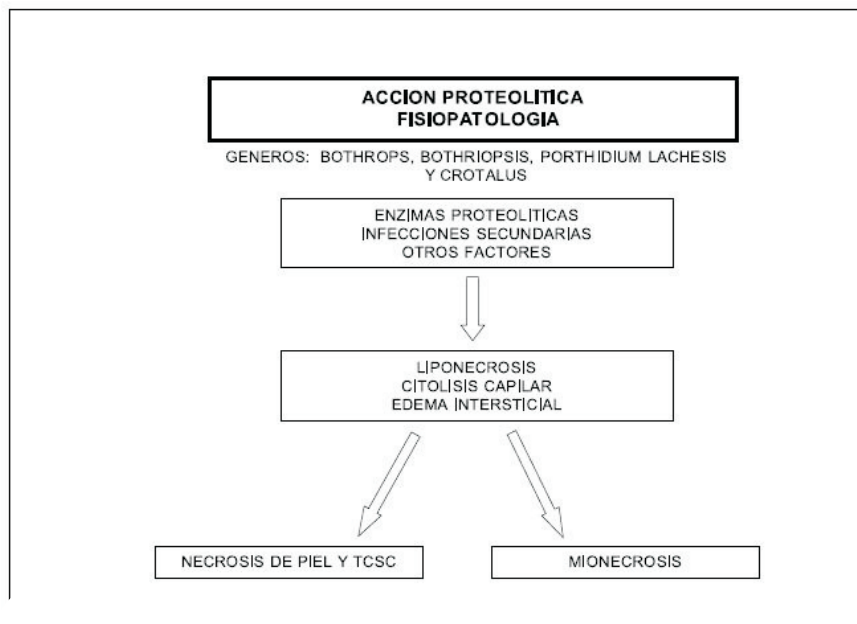 ACCION PROTEOLITICA
FISIOPATOLOGIA
GENEROS: BOTHROPS, BOTHRIOPSIS, PORTHIDIUM LACHESIS
Y CROTALUS
ENZIMAS PROTEOLITICAS
INFECCIONES SECUNDARIAS
OTROS FACTORES
LIPONECROSIS
CITOLISIS CAPILAR
EDEMA INTERSTICIAL
NECROSIS DE PIEL Y TCSC
MIONECROSIS